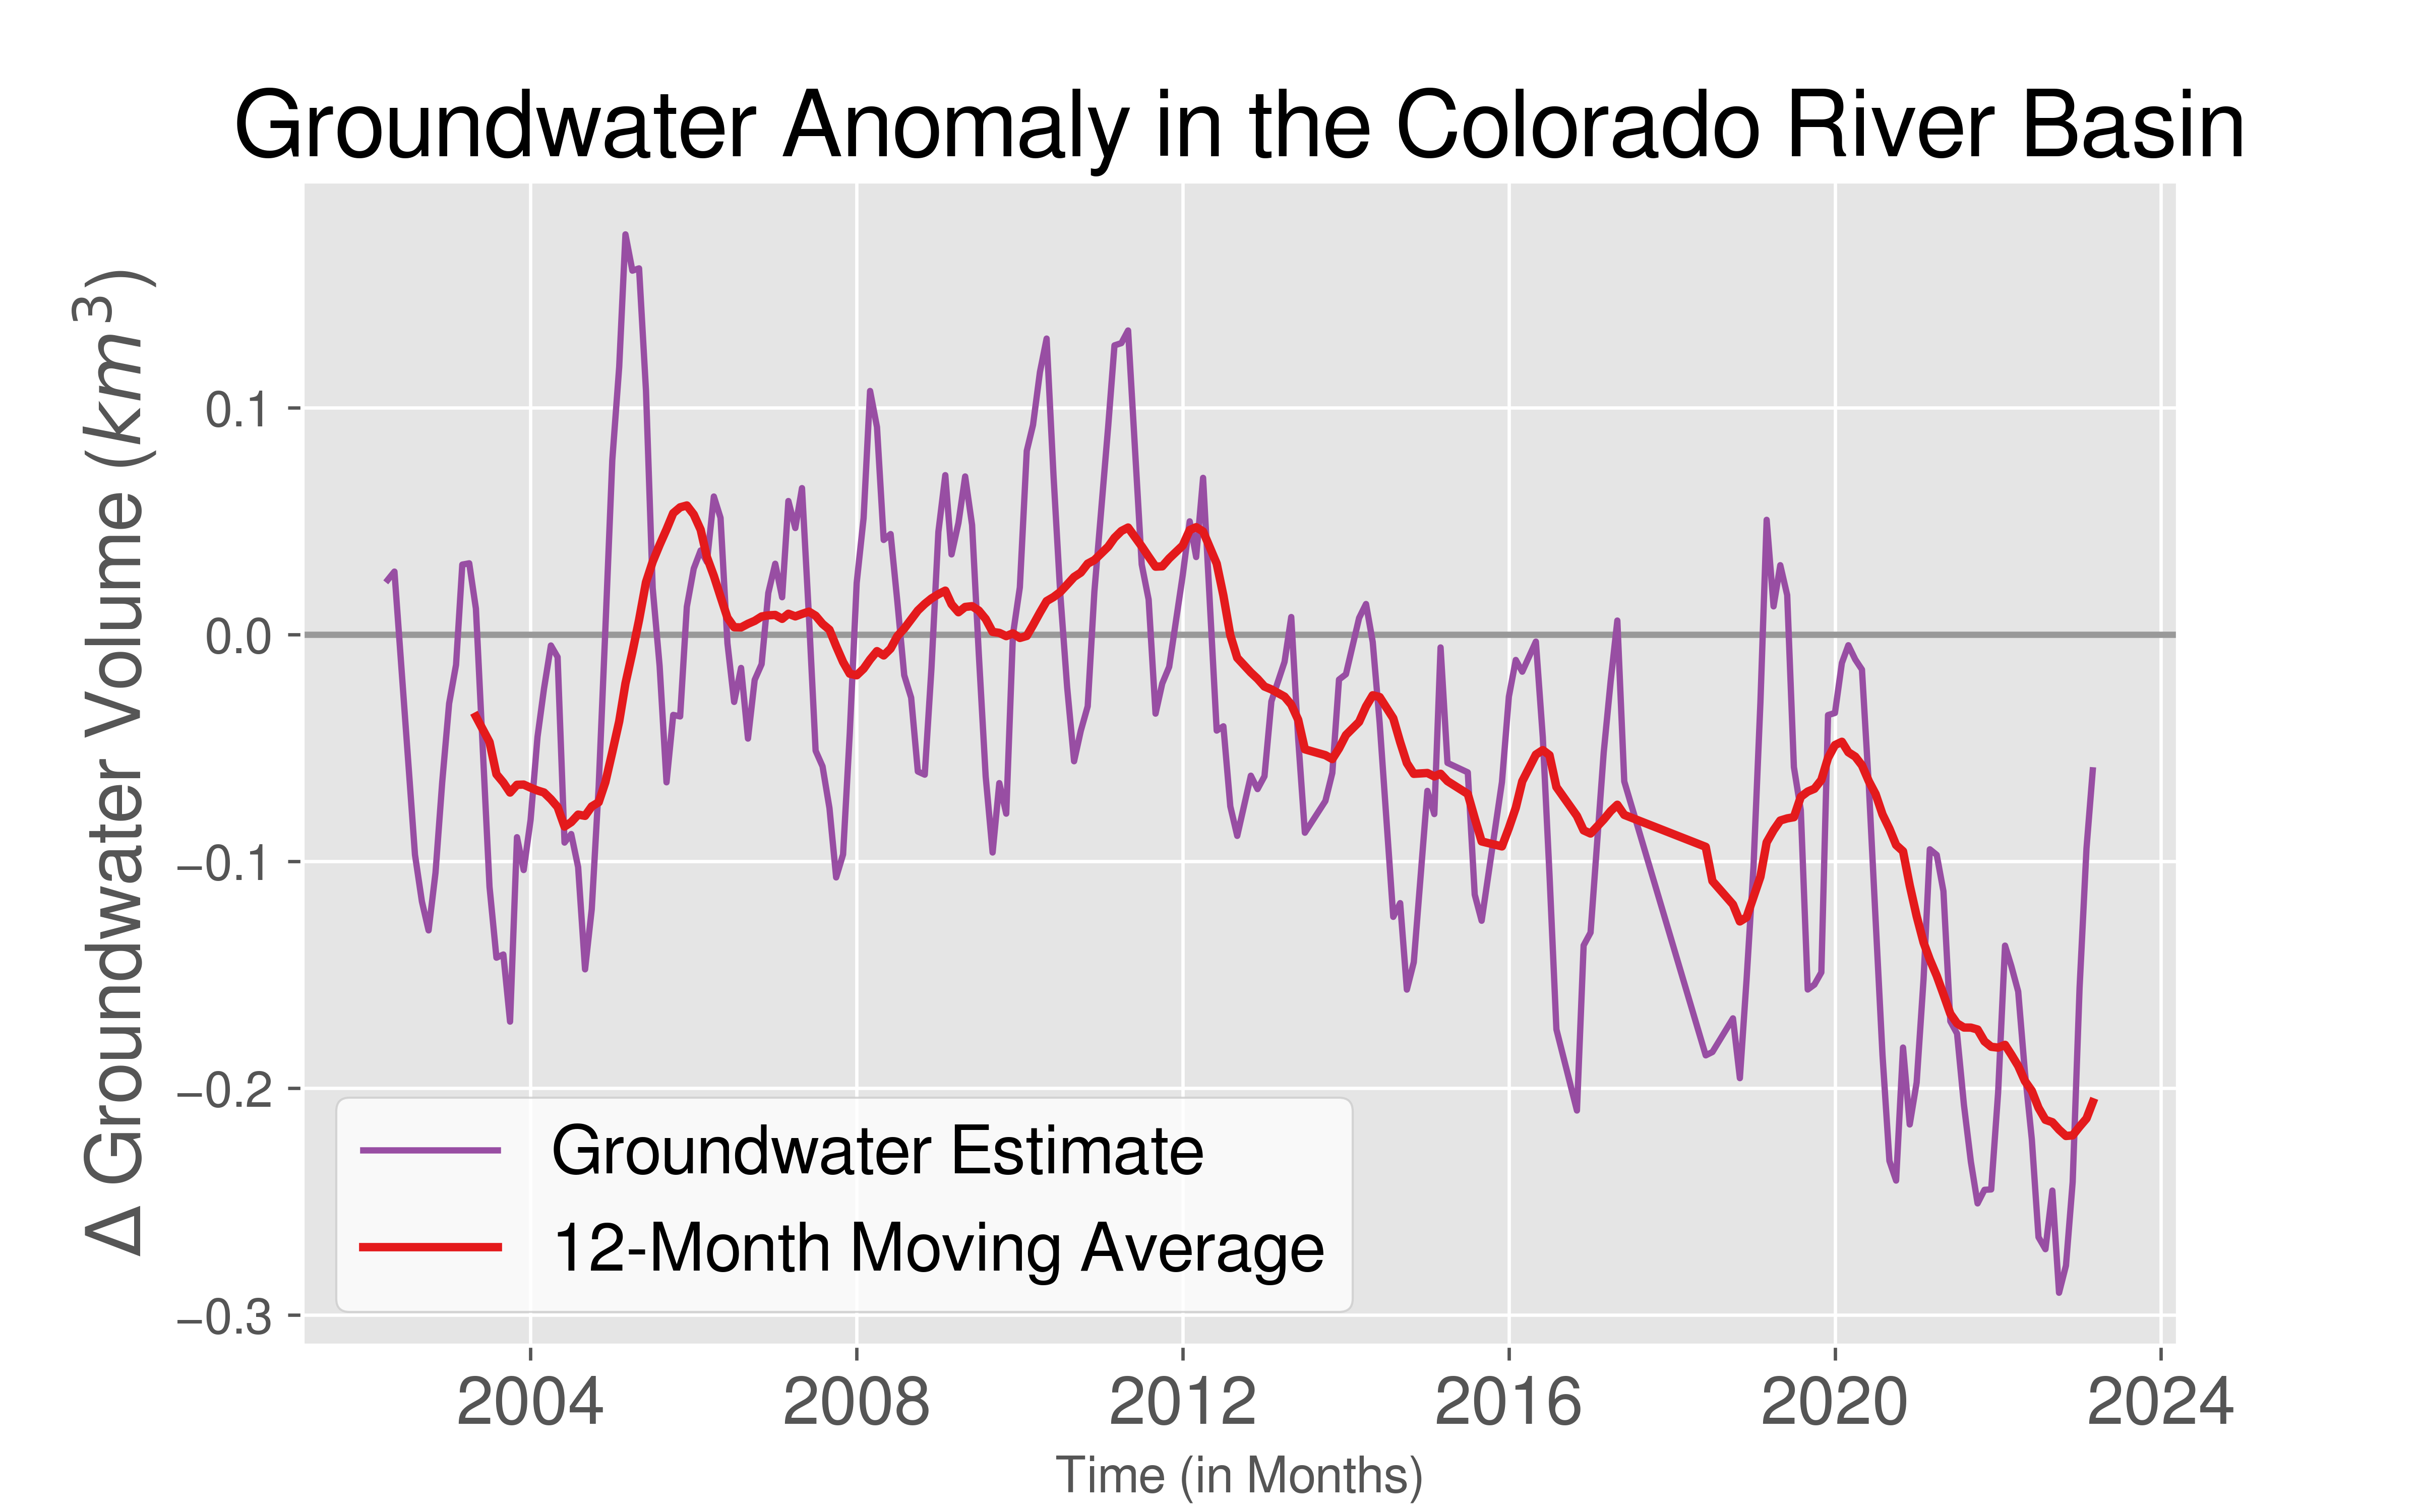 Groundwater Anomaly in the Colorado River Basin
Δ Groundwater Volume (km³)
0.1
0.0
−0.1
−0.2
−0.3
Groundwater Estimate
12-Month Moving Average
2004 2008 2012 2016 2020 2024
Time (in Months)